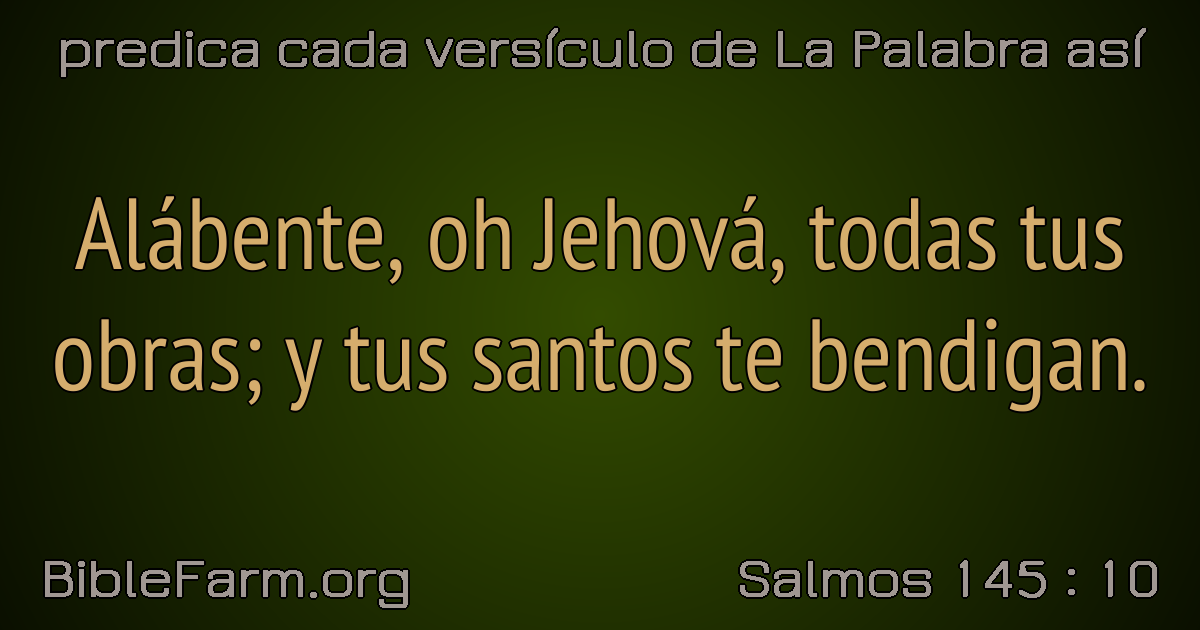 predica cada versículo de La Palabra así
Alábente, oh Jehová, todas tus
obras; y tus santos te bendigan.
BibleFarm.org
Salmos 145 : 10